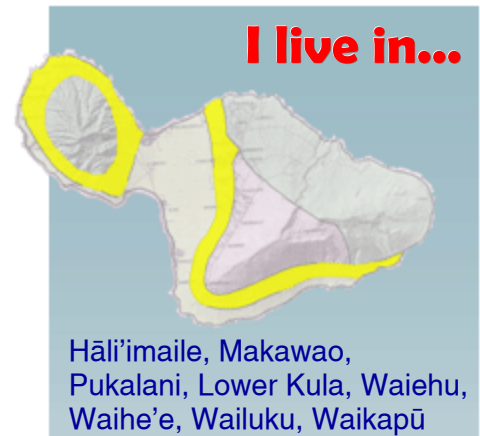 I live in...
Hāli’imaile, Makawao,
Pukalani, Lower Kula, Waiehu,
Waihe’e, Wailuku, Waikapū